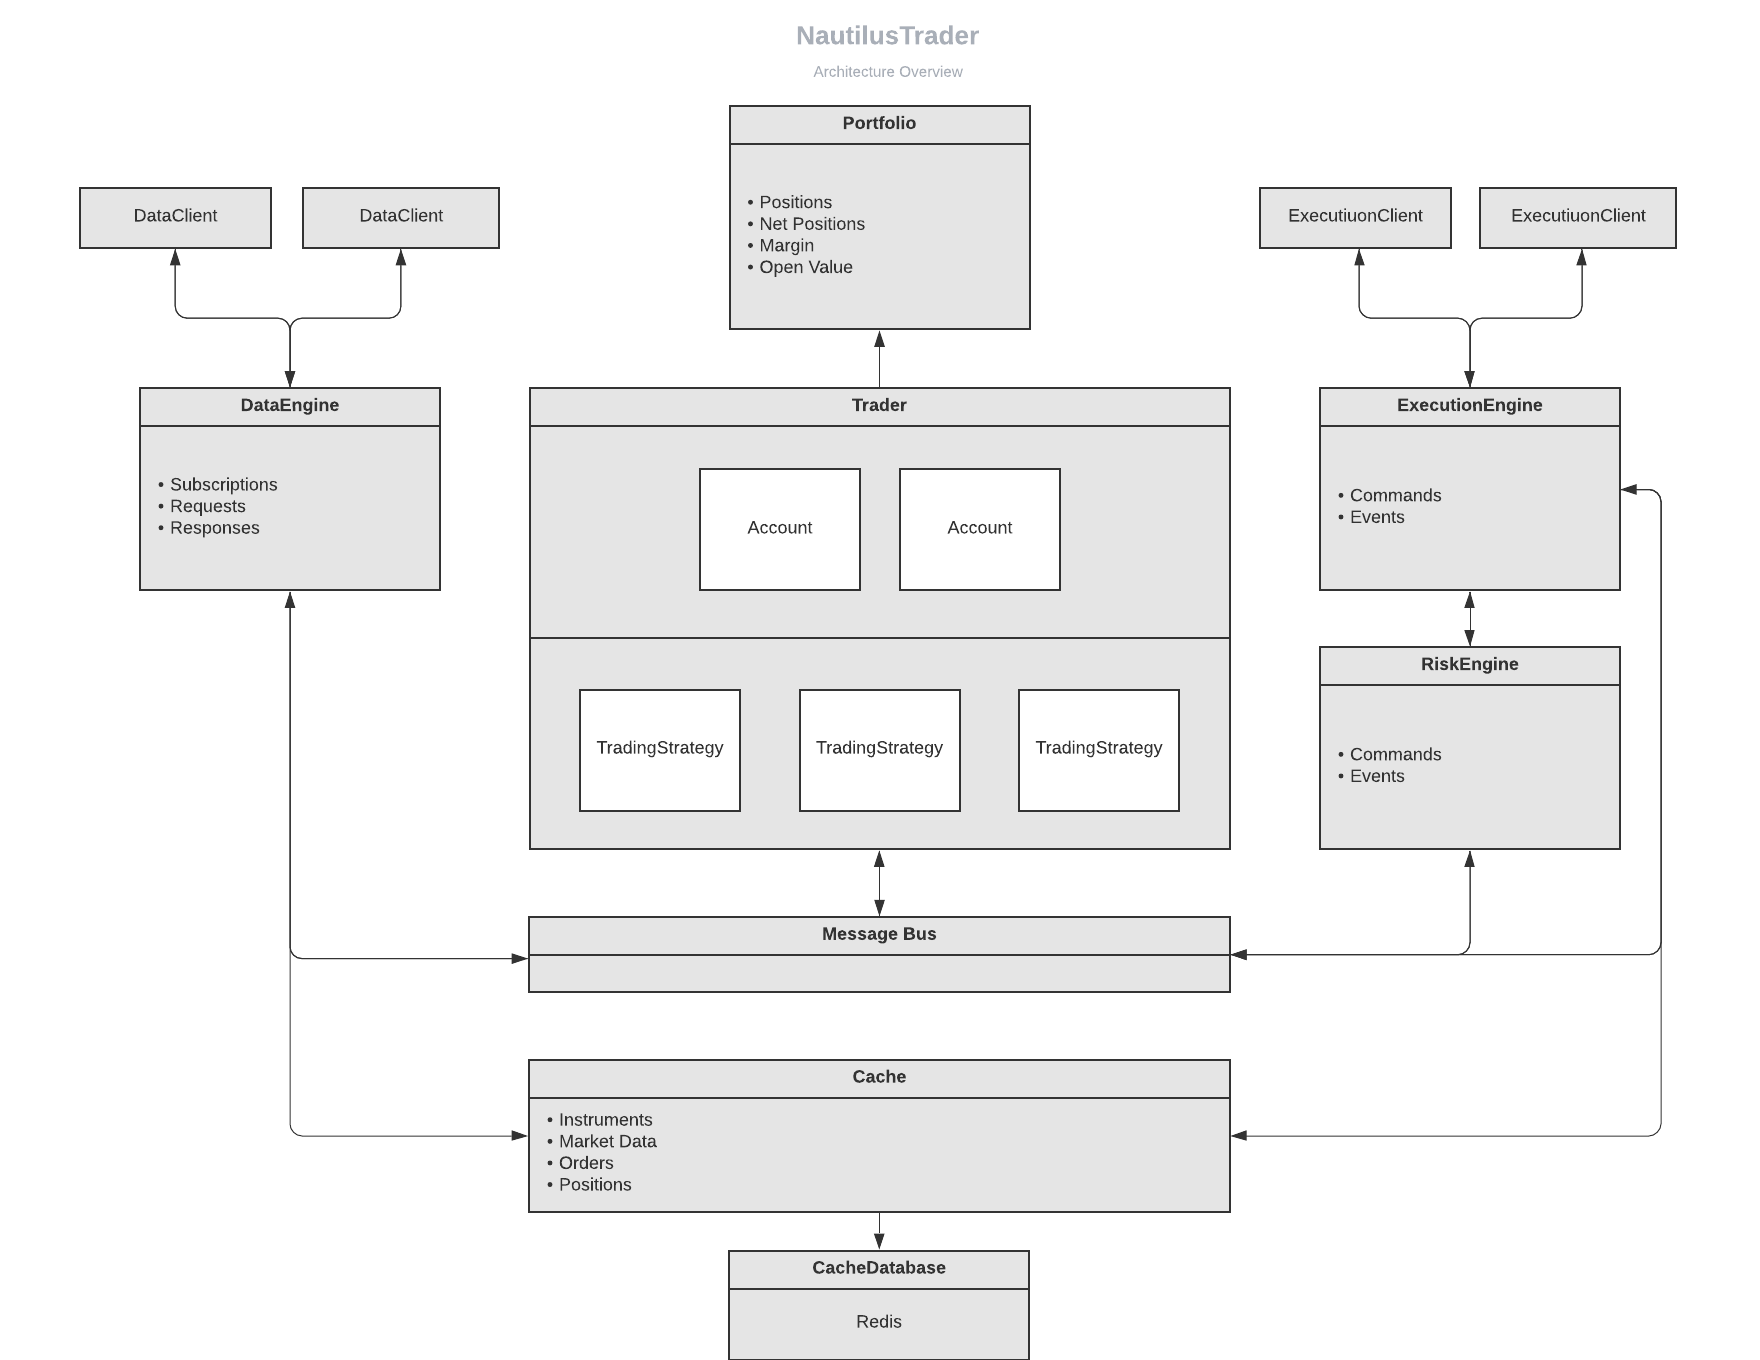 NautilusTrader
Architecture Overview
Portfolio
• Positions
• Net Positions
• Margin
• Open Value
DataClient
DataClient
ExecutiuonClient
ExecutiuonClient
DataEngine
• Subscriptions
• Requests
• Responses
Trader
Account
Account
TradingStrategy
TradingStrategy
TradingStrategy
ExecutionEngine
• Commands
• Events
RiskEngine
• Commands
• Events
Message Bus
Cache
• Instruments
• Market Data
• Orders
• Positions
CacheDatabase
Redis